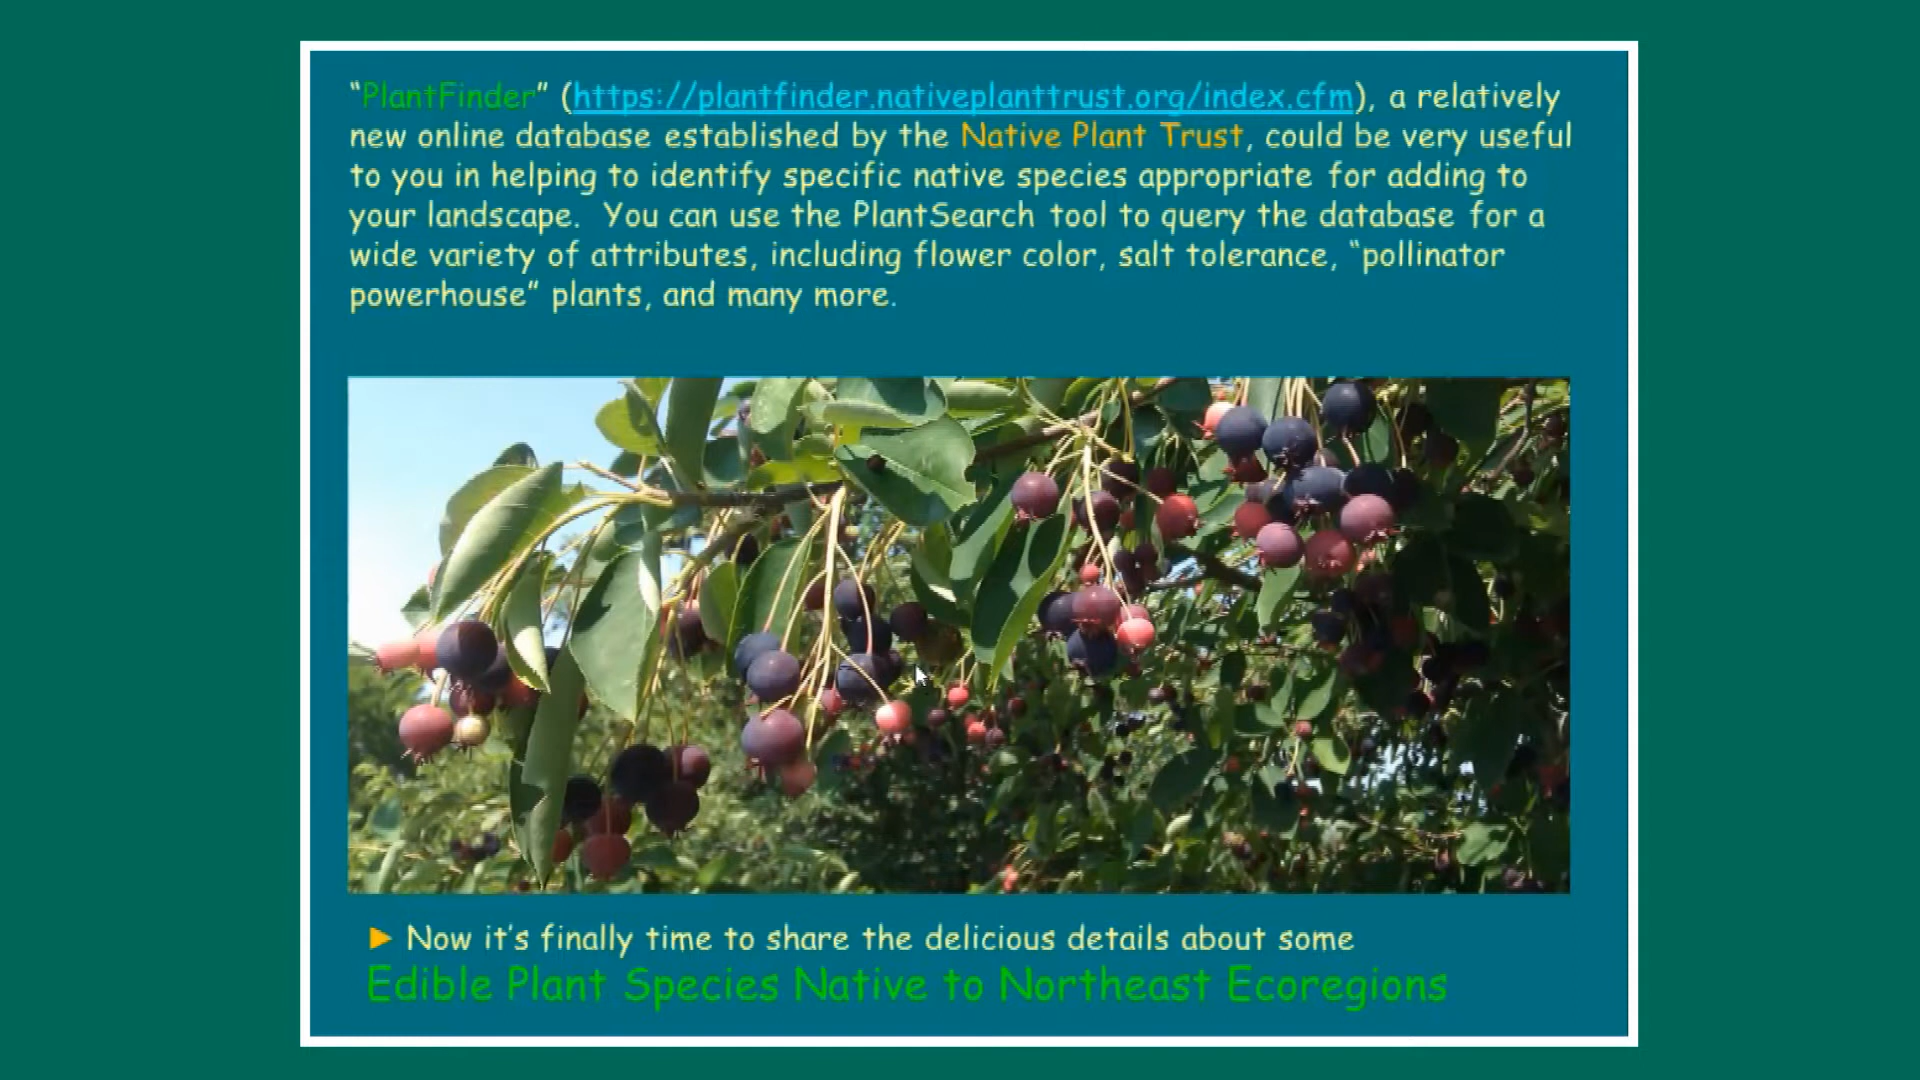 “PlantFinder” (https://plantfinder.nativeplanttrust.org/index.cfm), a relatively
new online database established by the Native Plant Trust, could be very useful
to you in helping to identify specific native species appropriate for adding to
your landscape.  You can use the PlantSearch tool to query the database for a
wide variety of attributes, including flower color, salt tolerance, “pollinator
powerhouse” plants, and many more.
► Now it’s finally time to share the delicious details about some
Edible Plant Species Native to Northeast Ecoregions